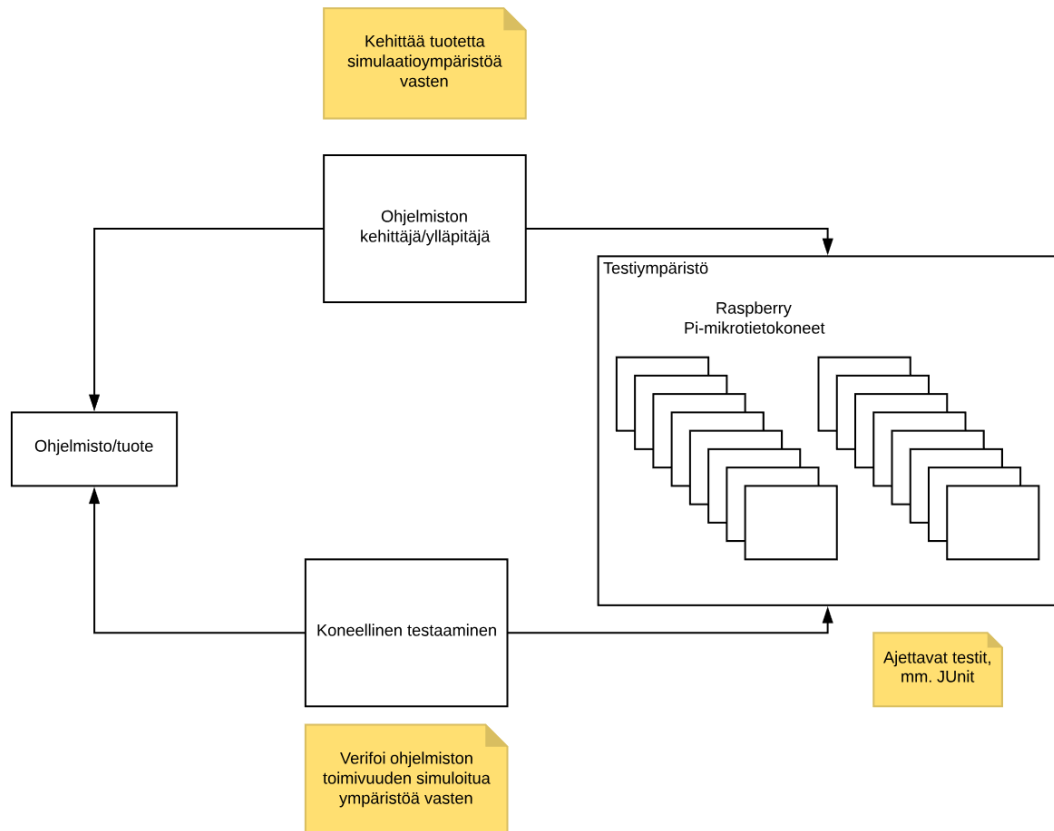 Kehittää tuotetta
simulaatioympäristöä
vasten
Ohjelmiston
kehittäjä/ylläpitäjä
Testiympäristö
Raspberry
Pi-mikrotietokoneet
Ohjelmisto/tuote
Koneellinen testaaminen
Ajettavat testit,
mm. JUnit
Verifoi ohjelmiston
toimivuuden simuloitua
ympäristöä vasten